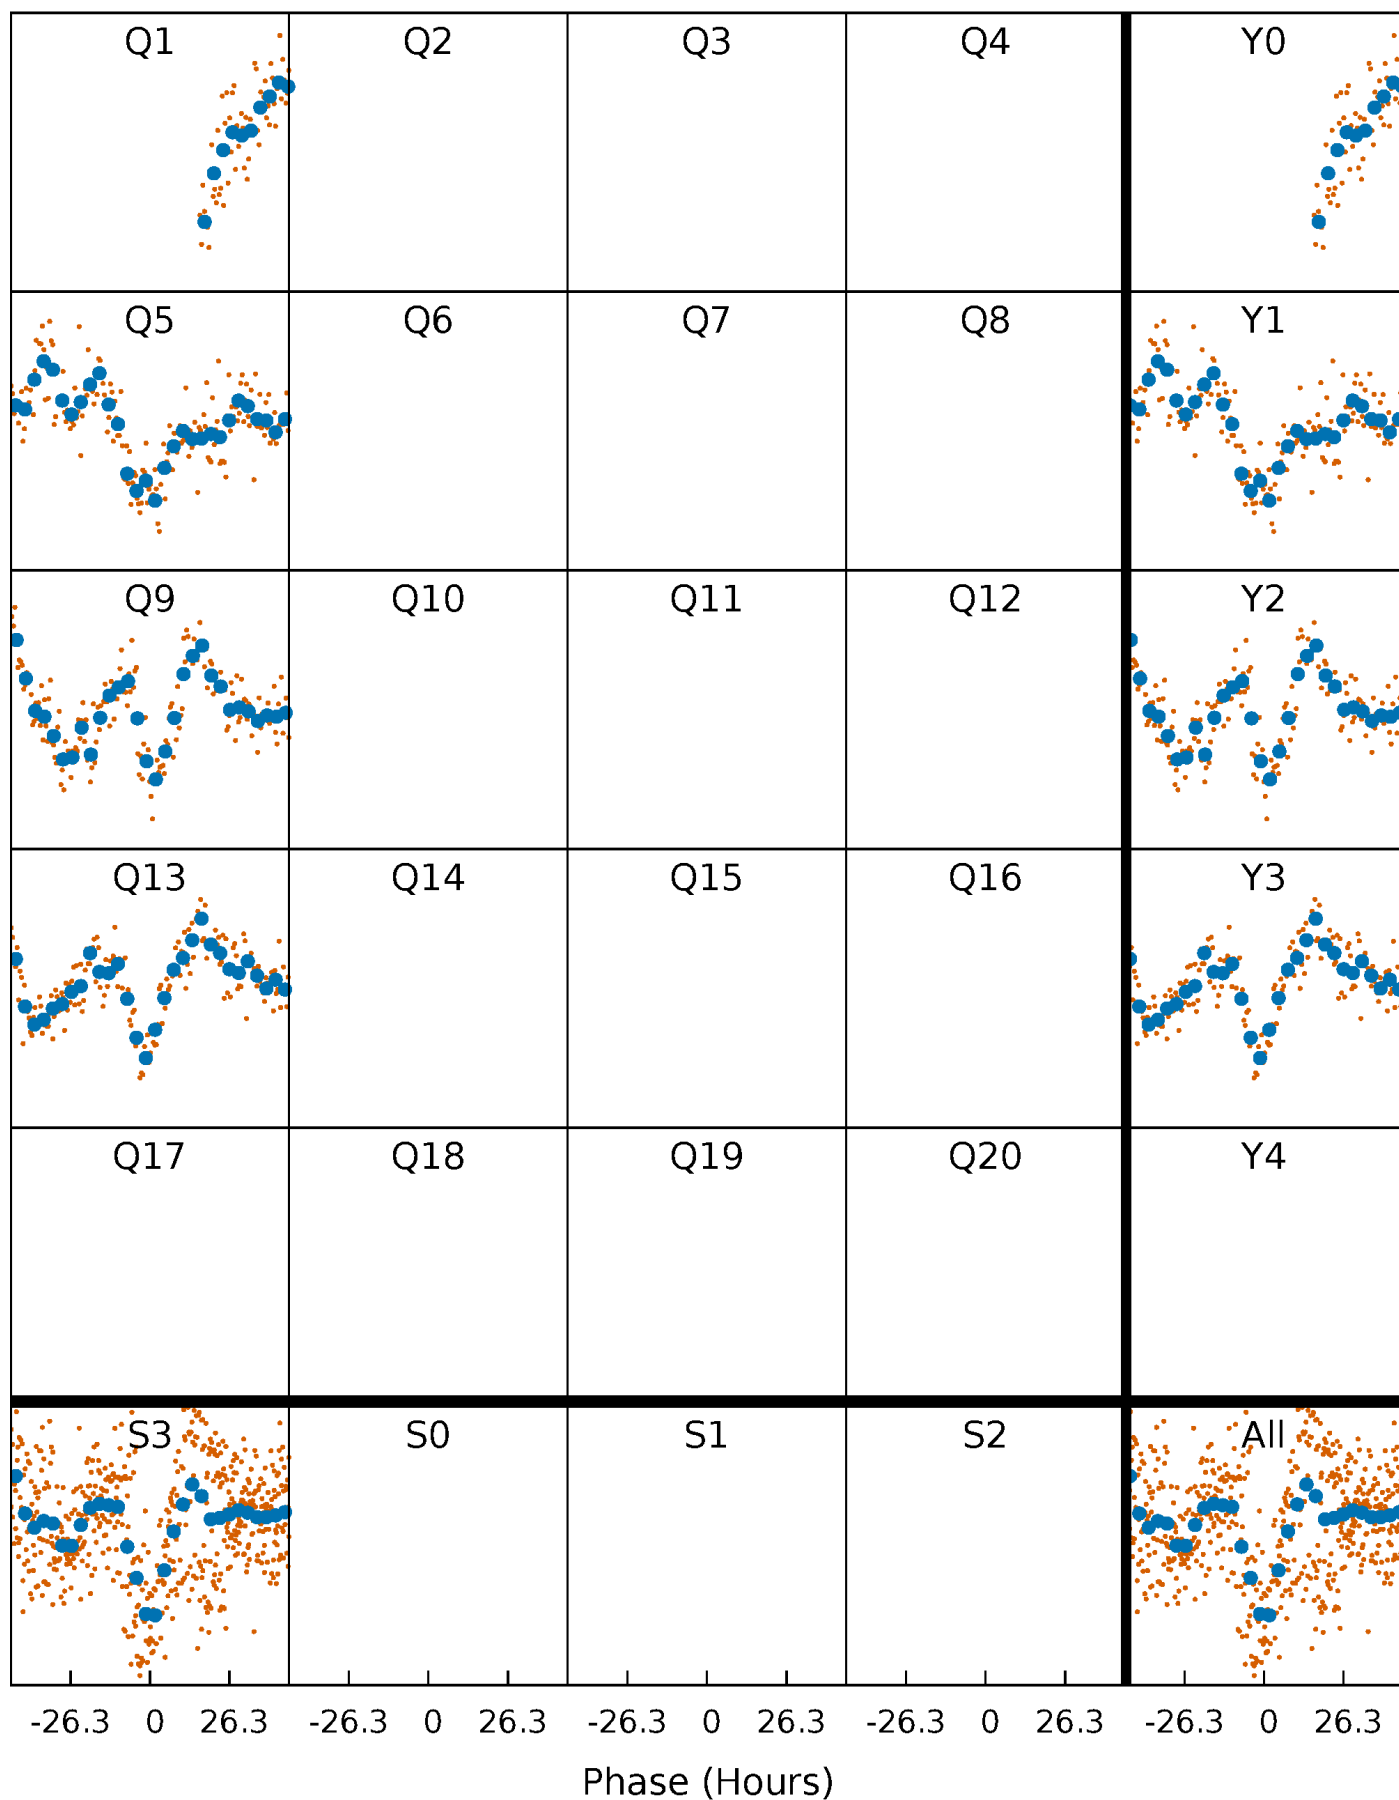 Q1 Q2 Q3 Q4 Y0
Q5 Q6 Q7 Q8 Y1
Q9 Q10 Q11 Q12 Y2
Q13 Q14 Q15 Q16 Y3
Q17 Q18 Q19 Q20 Y4
S3 S0 S1 S2 All
-26.3 0 26.3 -26.3 0 26.3 -26.3 0 26.3 -26.3 0 26.3 -26.3 0 26.3
Phase (Hours)